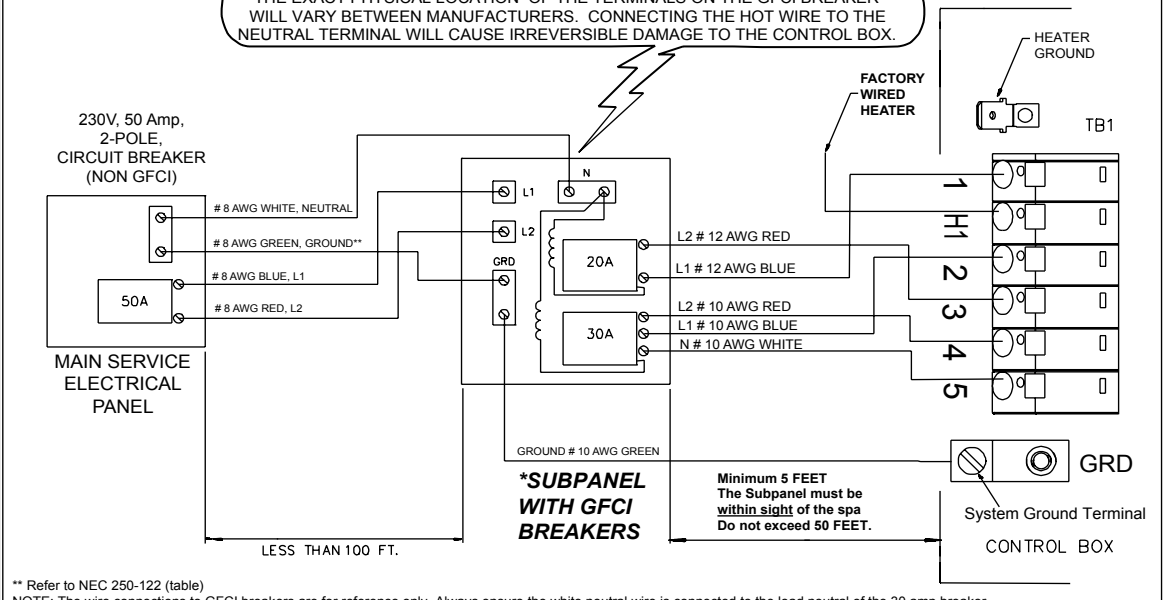 THE EXACT PHYSICAL LOCATION OF THE TERMINALS ON THE GFCI BREAKER
WILL VARY BETWEEN MANUFACTURERS. CONNECTING THE HOT WIRE TO THE
NEUTRAL TERMINAL WILL CAUSE IRREVERSIBLE DAMAGE TO THE CONTROL BOX.
HEATER
GROUND
FACTORY
WIRED
HEATER
TB1
230V, 50 Amp,
2-POLE,
CIRCUIT BREAKER
(NON GFCI)
# 8 AWG WHITE, NEUTRAL
# 8 AWG GREEN, GROUND**
# 8 AWG BLUE, L1
# 8 AWG RED, L2
50A
MAIN SERVICE
ELECTRICAL
PANEL
N
L1
L2
GRD
20A
30A
L2 # 12 AWG RED
L1 # 12 AWG BLUE
L2 # 10 AWG RED
L1 # 10 AWG BLUE
N # 10 AWG WHITE
1
H1
2
3
4
5
GROUND # 10 AWG GREEN
*SUBPANEL
WITH GFCI
BREAKERS
Minimum 5 FEET
The Subpanel must be
within sight of the spa
Do not exceed 50 FEET.
GRD
System Ground Terminal
CONTROL BOX
LESS THAN 100 FT.
** Refer to NEC 250-122 (table)
NOTE: The wire connections to GFCI breakers are for reference only. Always ensure the white neutral wire is connected to the load neutral of the 30 amp breaker.